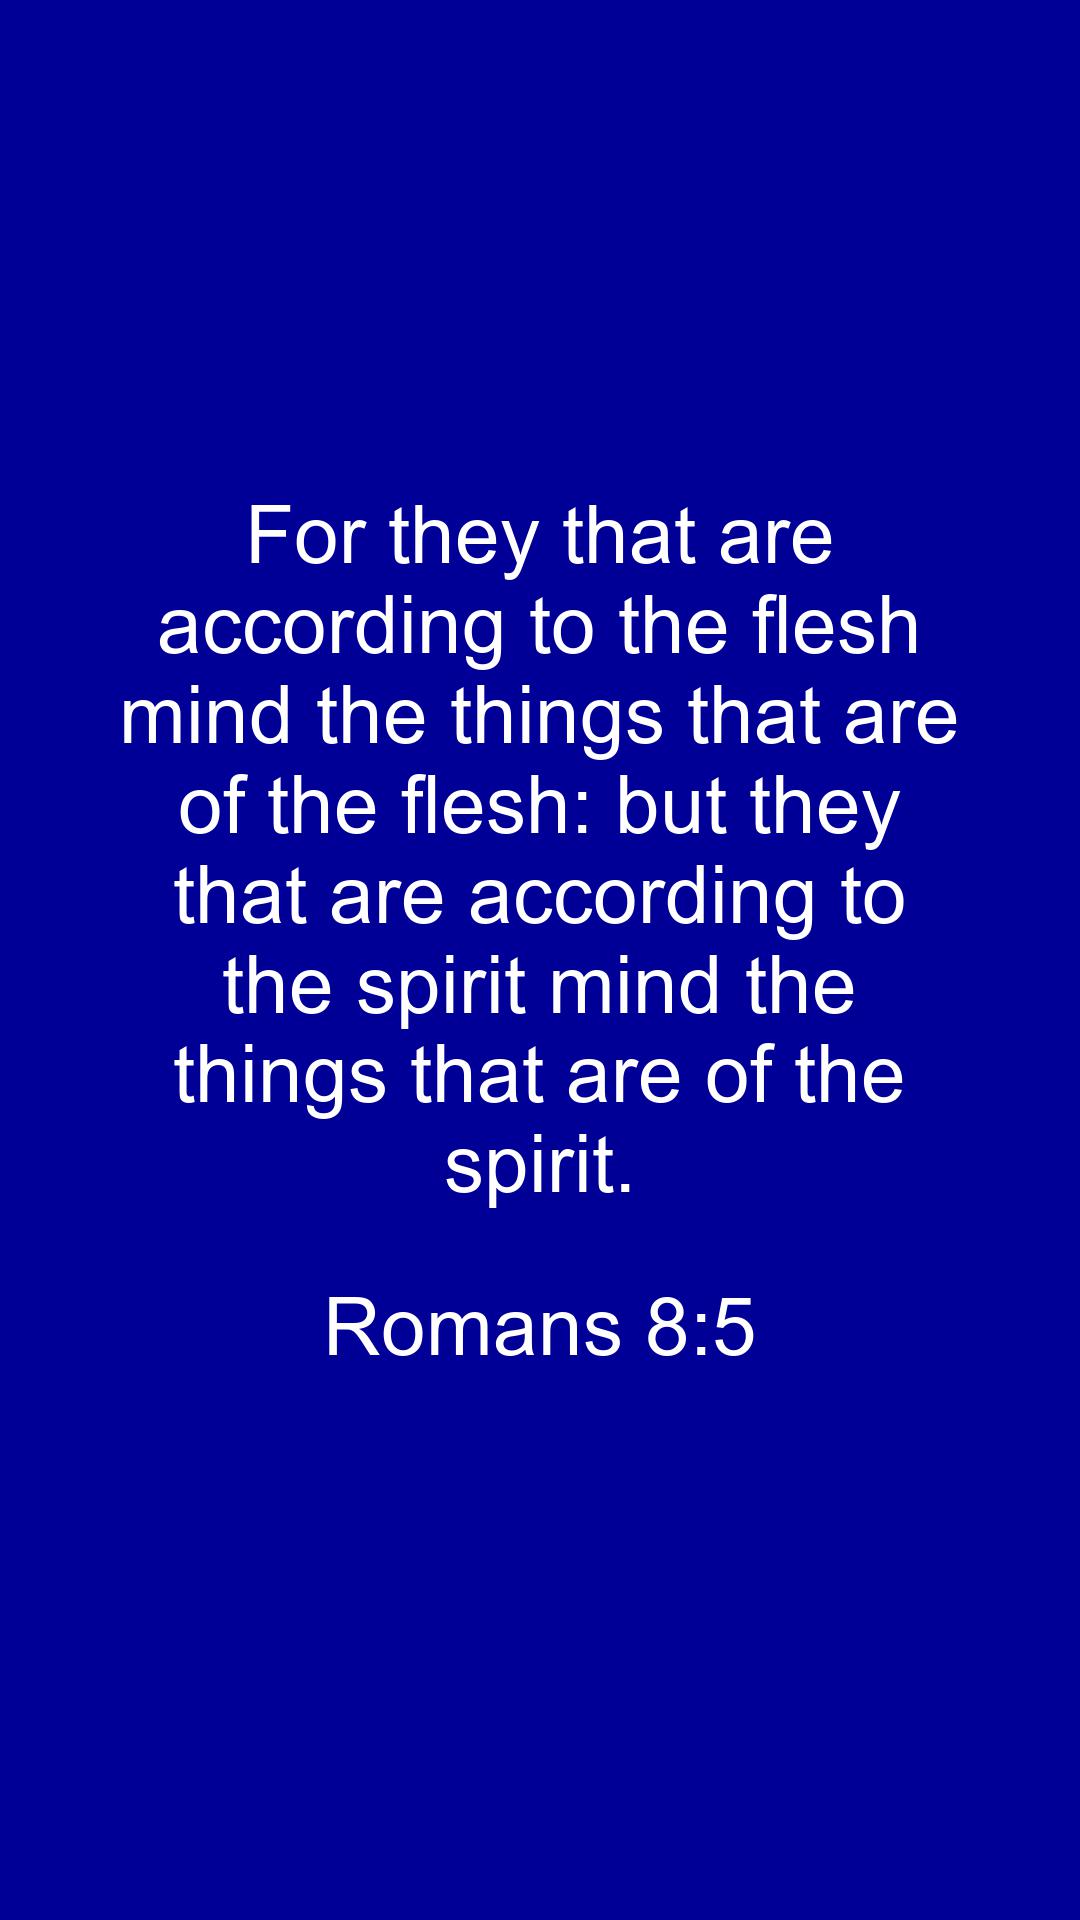 For they that are
according to the flesh
mind the things that are
of the flesh: but they
that are according to
the spirit mind the
things that are of the
spirit.
Romans 8:5